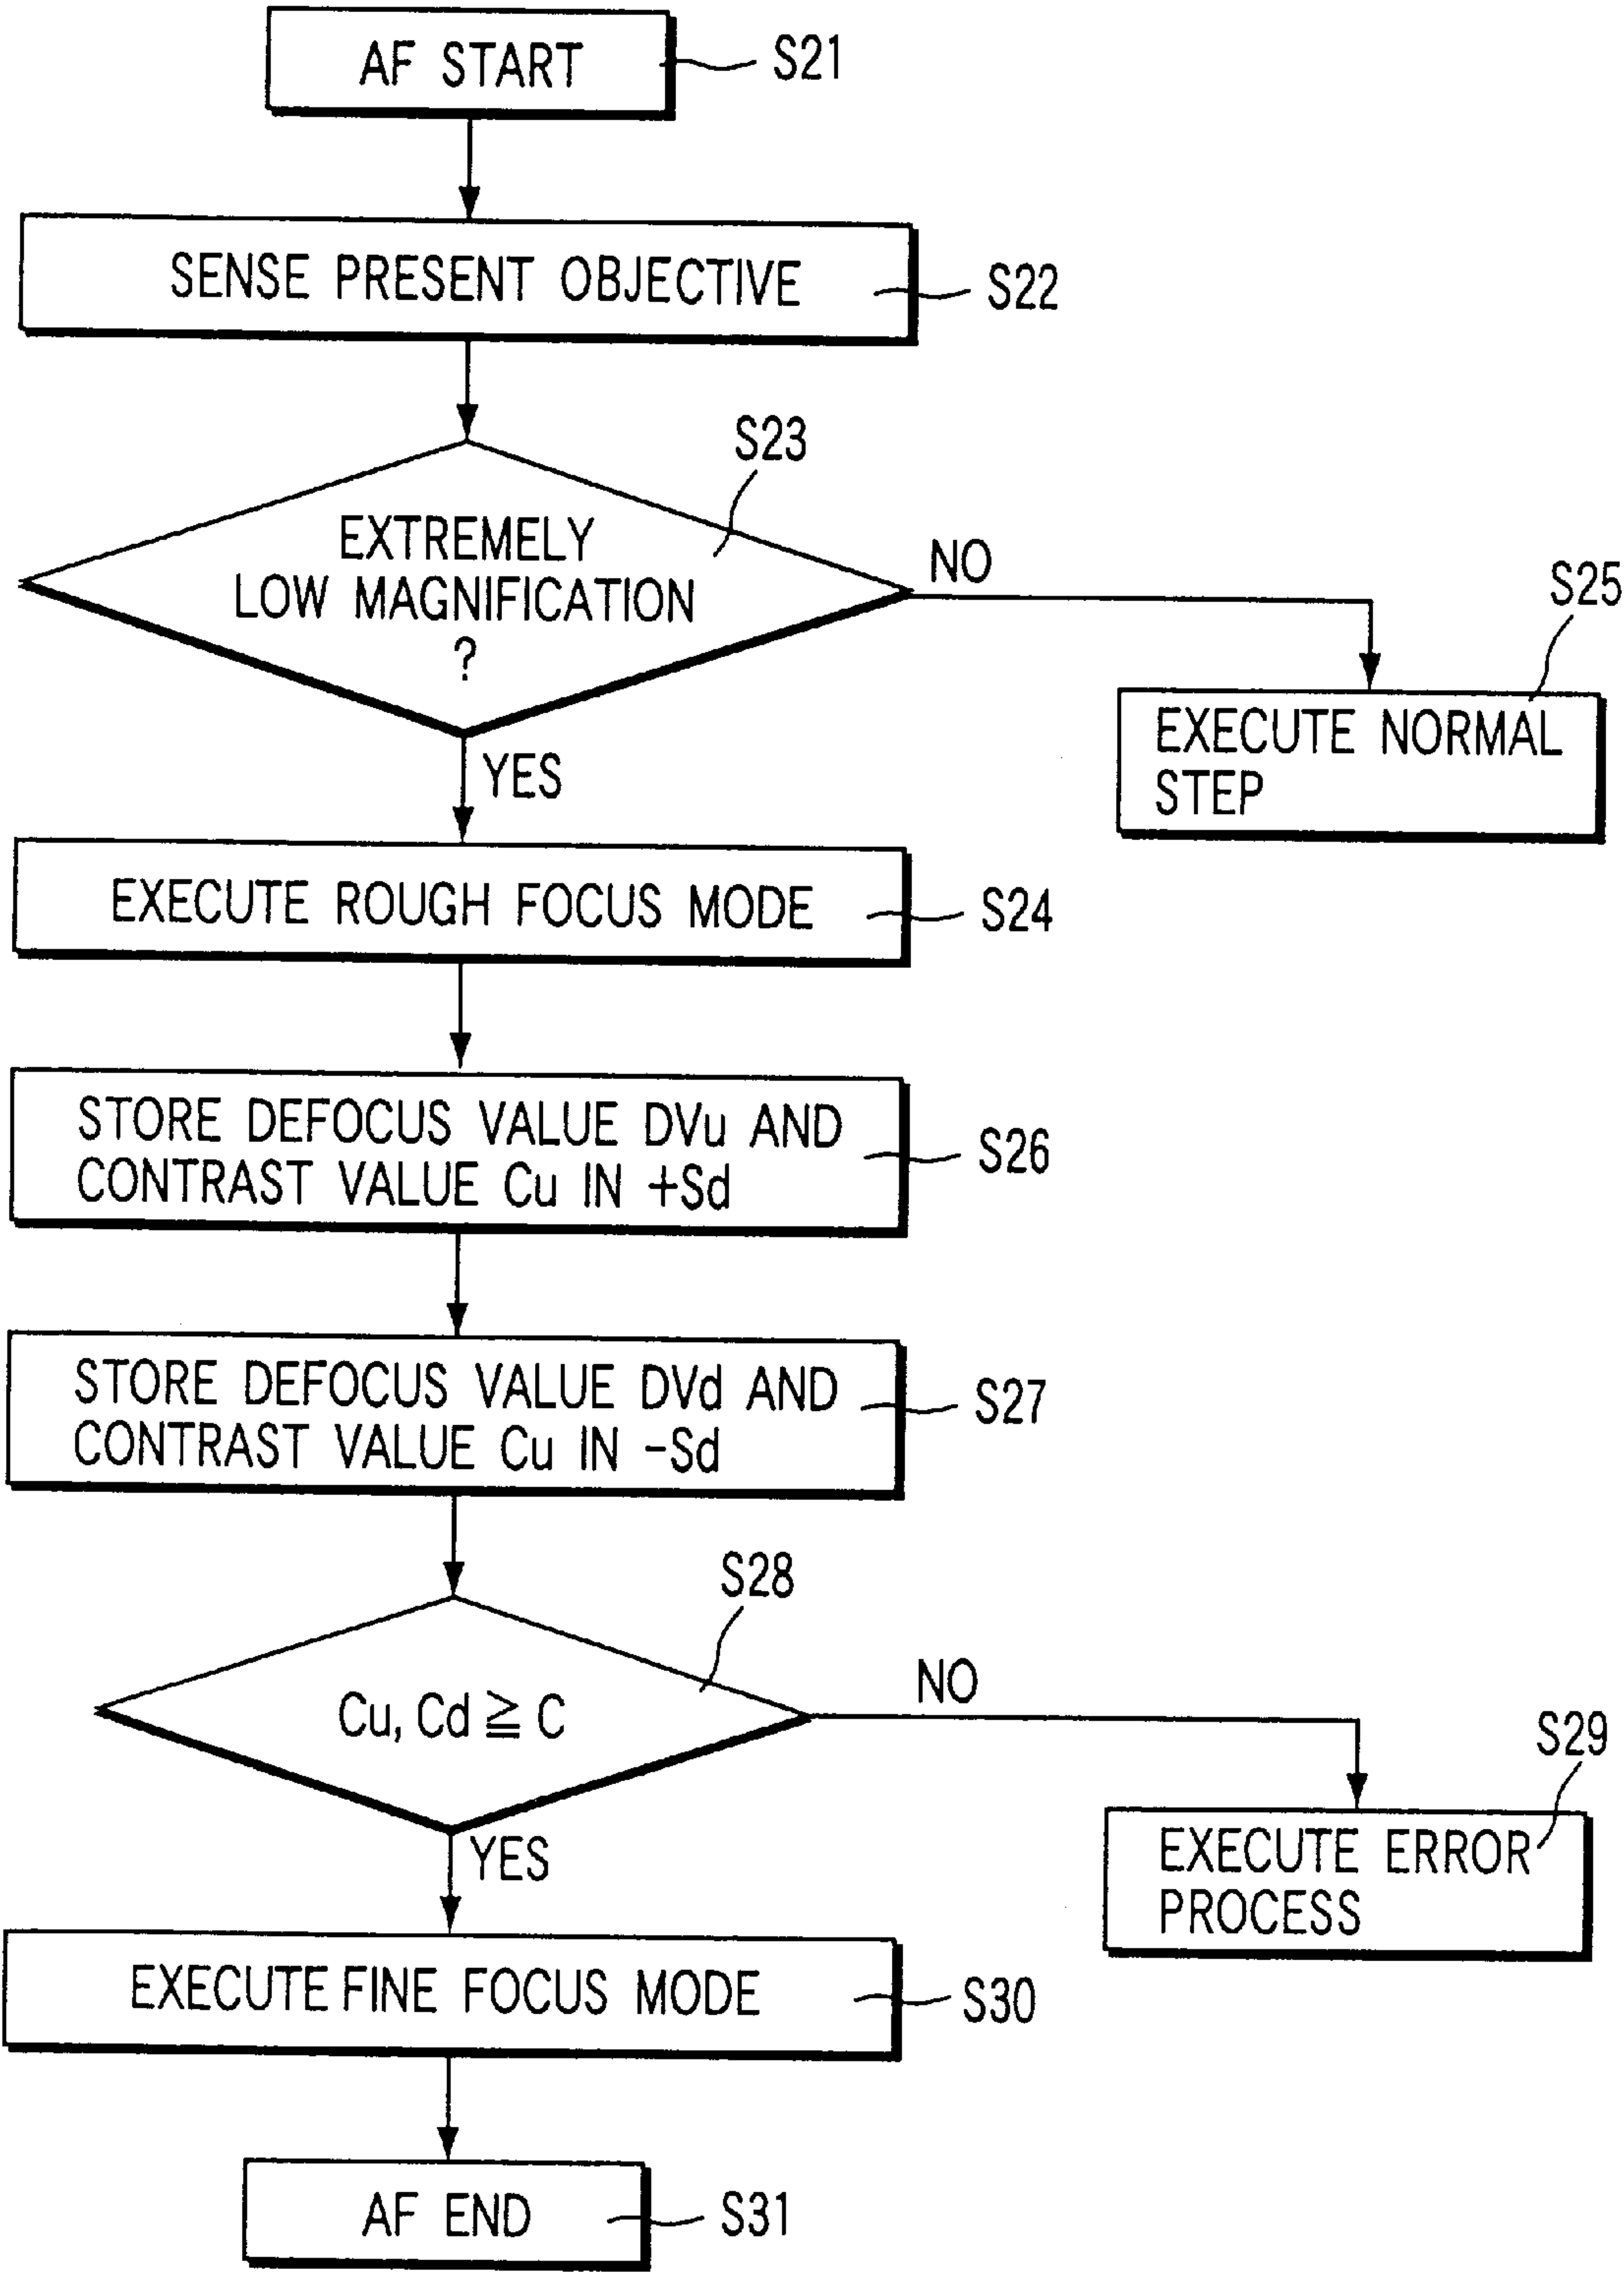 AF START
S21
SENSE PRESENT OBJECTIVE
S22
S23
EXTREMELY
LOW MAGNIFICATION
?
NO
S25
EXECUTE NORMAL
STEP
YES
EXECUTE ROUGH FOCUS MODE
S24
STORE DEFOCUS VALUE DVu AND
CONTRAST VALUE Cu IN +Sd
S26
STORE DEFOCUS VALUE DVd AND
CONTRAST VALUE Cu IN -Sd
S27
S28
Cu, Cd ≧ C
NO
S29
EXECUTE ERROR
PROCESS
YES
EXECUTE FINE FOCUS MODE
S30
AF END
S31